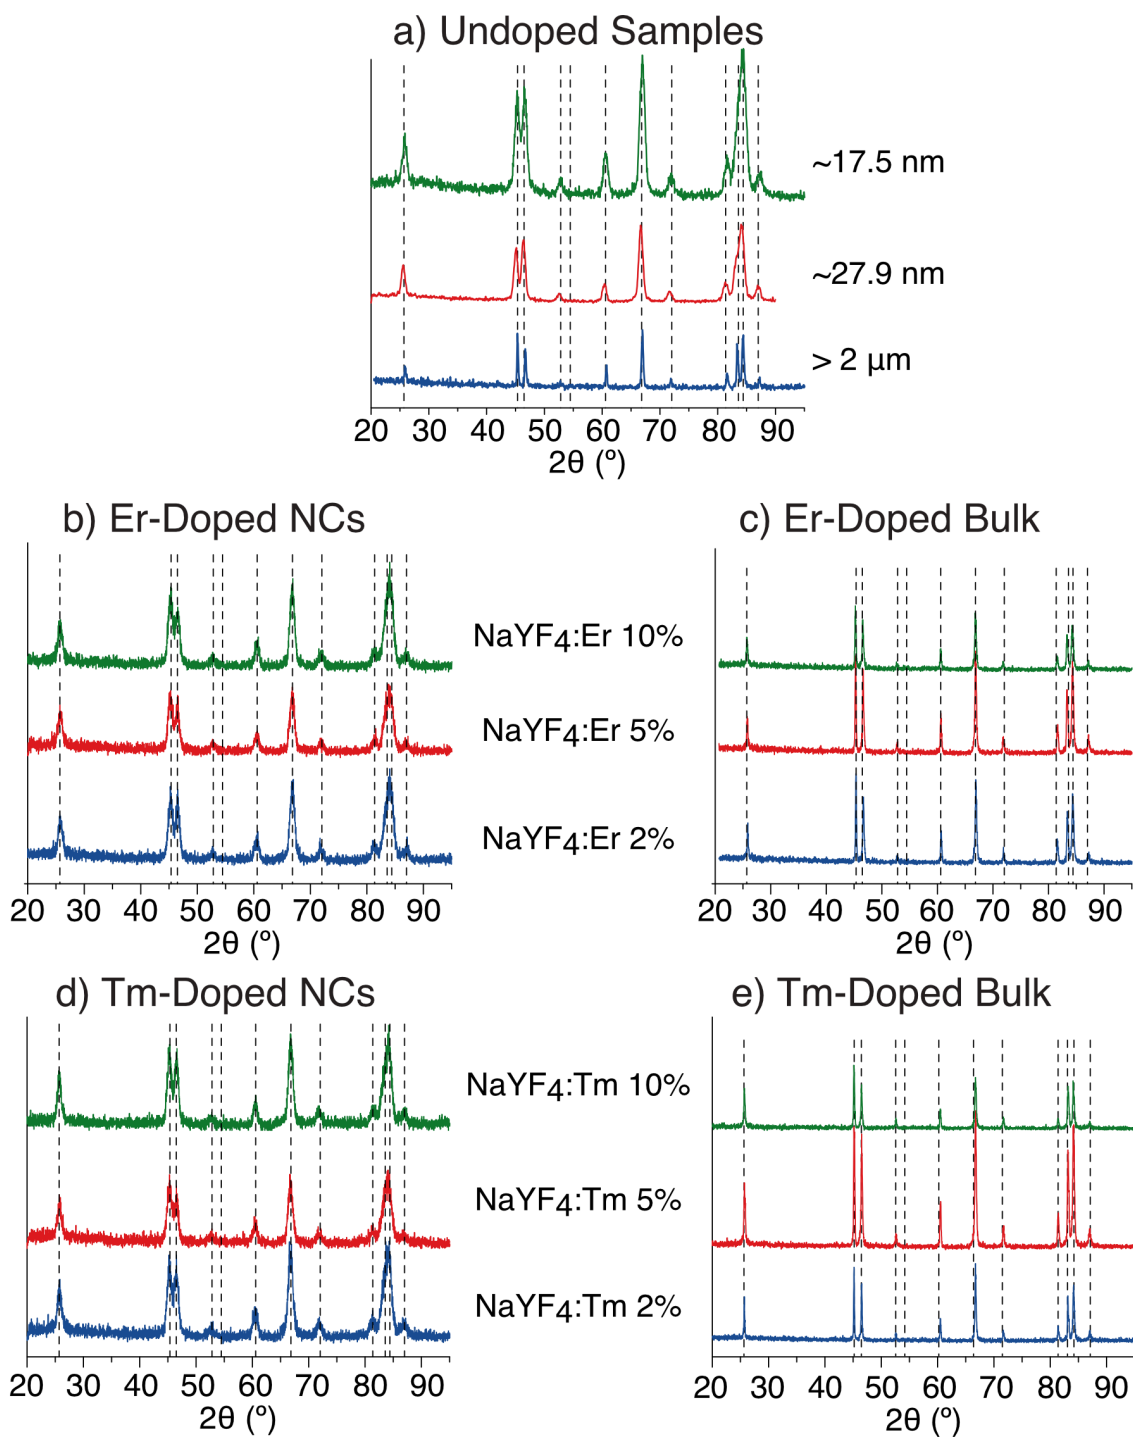 a) Undoped Samples
~17.5 nm
~27.9 nm
> 2 µm
20 30 40 50 60 70 80 90
2θ (º)
b) Er-Doped NCs
c) Er-Doped Bulk
NaYF4:Er 10%
NaYF4:Er 5%
NaYF4:Er 2%
20 30 40 50 60 70 80 90
20 30 40 50 60 70 80 90
2θ (º)
2θ (º)
d) Tm-Doped NCs
e) Tm-Doped Bulk
NaYF4:Tm 10%
NaYF4:Tm 5%
NaYF4:Tm 2%
20 30 40 50 60 70 80 90
20 30 40 50 60 70 80 90
2θ (º)
2θ (º)